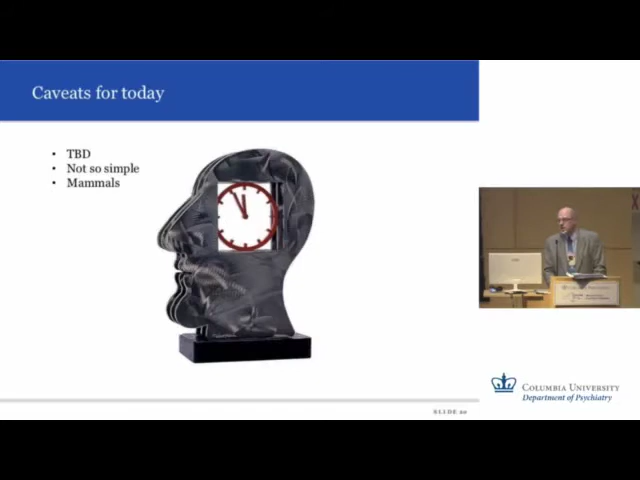 Caveats for today
• TBD
• Not so simple
• Mammals
COLUMBIA UNIVERSITY
Department of Psychiatry
SLIDE 20